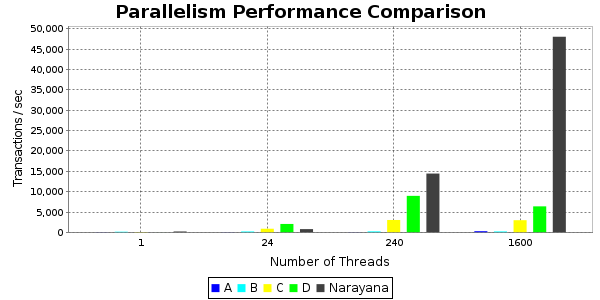 Parallelism Performance Comparison
50,000
45,000
40,000
35,000
30,000
25,000
20,000
15,000
10,000
5,000
0
Transactions / sec
1 24 240 1600
Number of Threads
A B C D Narayana